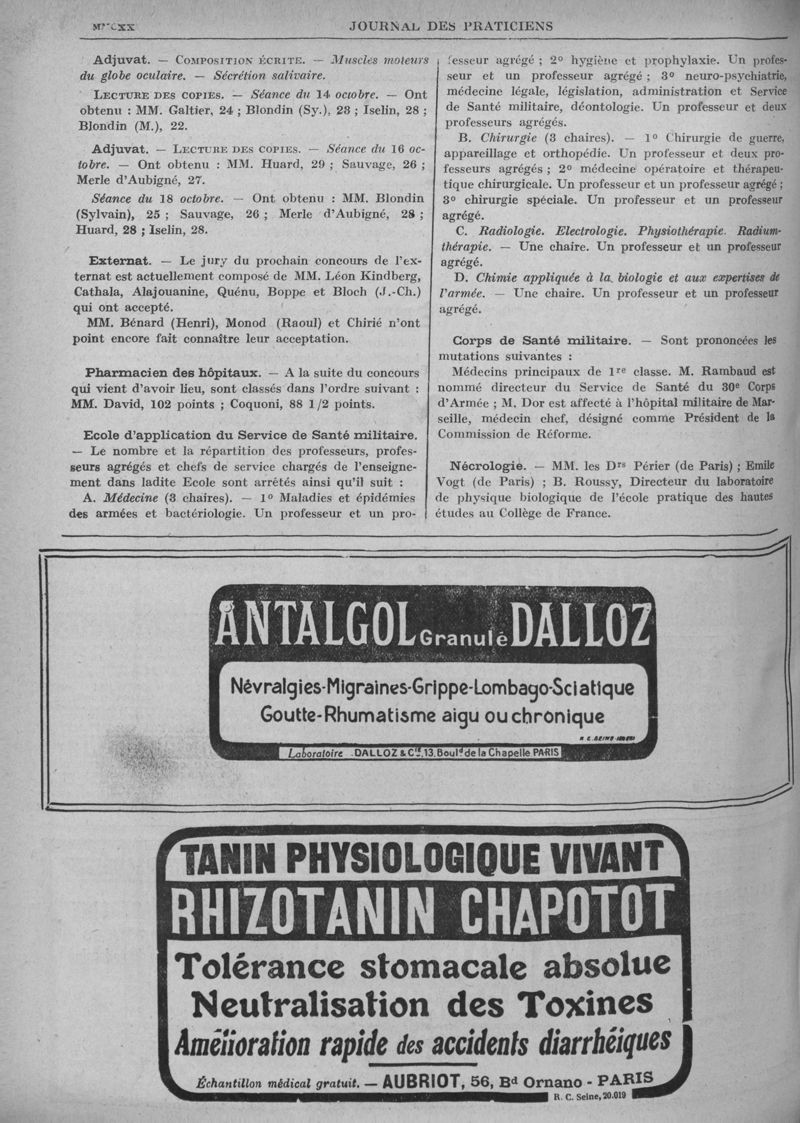 JOURNAL DES PRATICIENS
Adjuvat. — COMPOSITION ÉCRITE. — Muscles moteurs
du globe oculaire. — Sécrétion salivaire.
LECTURE DES COPIES. — Séance du 14 octobre. — Ont
obtenu : MM. Galtier, 24 ; Blondin (Sy.), 23 ; Iselin, 28 ;
Blondin (M.), 22.
Adjuvat. — LECTURE DES COPIES. — Séance du 16 oc-
tobre. — Ont obtenu : MM. Huard, 29 ; Sauvage, 26 ;
Merle d'Aubigné, 27.
Séance du 18 octobre. — Ont obtenu : MM. Blondin
(Sylvain), 25 ; Sauvage, 26 ; Merle d'Aubigné, 28 ;
Huard, 28 ; Iselin, 28.
Externat. — Le jury du prochain concours de l'ex-
ternat est actuellement composé de MM. Léon Kindberg,
Cathala, Alajouanine, Quénu, Boppe et Bloch (J.-Ch.)
qui ont accepté.
MM. Bénard (Henri), Monod (Raoul) et Chirié n'ont
point encore fait connaître leur acceptation.
Pharmacien des hôpitaux. — A la suite du concours
qui vient d'avoir lieu, sont classés dans l'ordre suivant :
MM. David, 102 points ; Coquoni, 88 1/2 points.
Ecole d'application du Service de Santé militaire.
— Le nombre et la répartition des professeurs, profes-
seurs agrégés et chefs de service chargés de l'enseigne-
ment dans ladite Ecole sont arrêtés ainsi qu'il suit :
A. Médecine (3 chaires). — 1º Maladies et épidémies
des armées et bactériologie. Un professeur et un pro-
fesseur agrégé ; 2º hygiène et prophylaxie. Un profes-
seur et un professeur agrégé ; 3º neuro-psychiatrie,
médecine légale, législation, administration et Service
de Santé militaire, déontologie. Un professeur et deux
professeurs agrégés.
B. Chirurgie (3 chaires). — 1º Chirurgie de guerre,
appareillage et orthopédie. Un professeur et deux pro-
fesseurs agrégés ; 2º médecine opératoire et thérapeu-
tique chirurgicale. Un professeur et un professeur agrégé ;
3º chirurgie spéciale. Un professeur et un professeur
agrégé.
C. Radiologie. Electrologie. Physiothérapie. Radium-
thérapie. — Une chaire. Un professeur et un professeur
agrégé.
D. Chimie appliquée à la biologie et aux expertises de
l'armée. — Une chaire. Un professeur et un professeur
agrégé.
Corps de Santé militaire. — Sont prononcées les
mutations suivantes :
Médecins principaux de 1re classe. M. Rambaud est
nommé directeur du Service de Santé du 30e Corps
d'Armée ; M. Dor est affecté à l'hôpital militaire de Mar-
seille, médecin chef, désigné comme Président de la
Commission de Réforme.
Nécrologie. — MM. les Drs Périer (de Paris) ; Emile
Vogt (de Paris) ; B. Roussy, Directeur du laboratoire
de physique biologique de l'école pratique des hautes
études au Collège de France.
ANTALGOL Granulé DALLOZ
Névralgies-Migraines-Grippe-Lombago-Sciatique
Goutte-Rhumatisme aigu ou chronique
Laboratoire DALLOZ & Cie, 13, Bould de la Chapelle PARIS
TANIN PHYSIOLOGIQUE VIVANT
RHIZOTANIN CHAPOTOT
Tolérance stomacale absolue
Neutralisation des Toxines
Amélioration rapide des accidents diarrhéiques
Échantillon médical gratuit. — AUBRIOT, 56, Bd Ornano - PARIS
R. C. Seine, 20.019